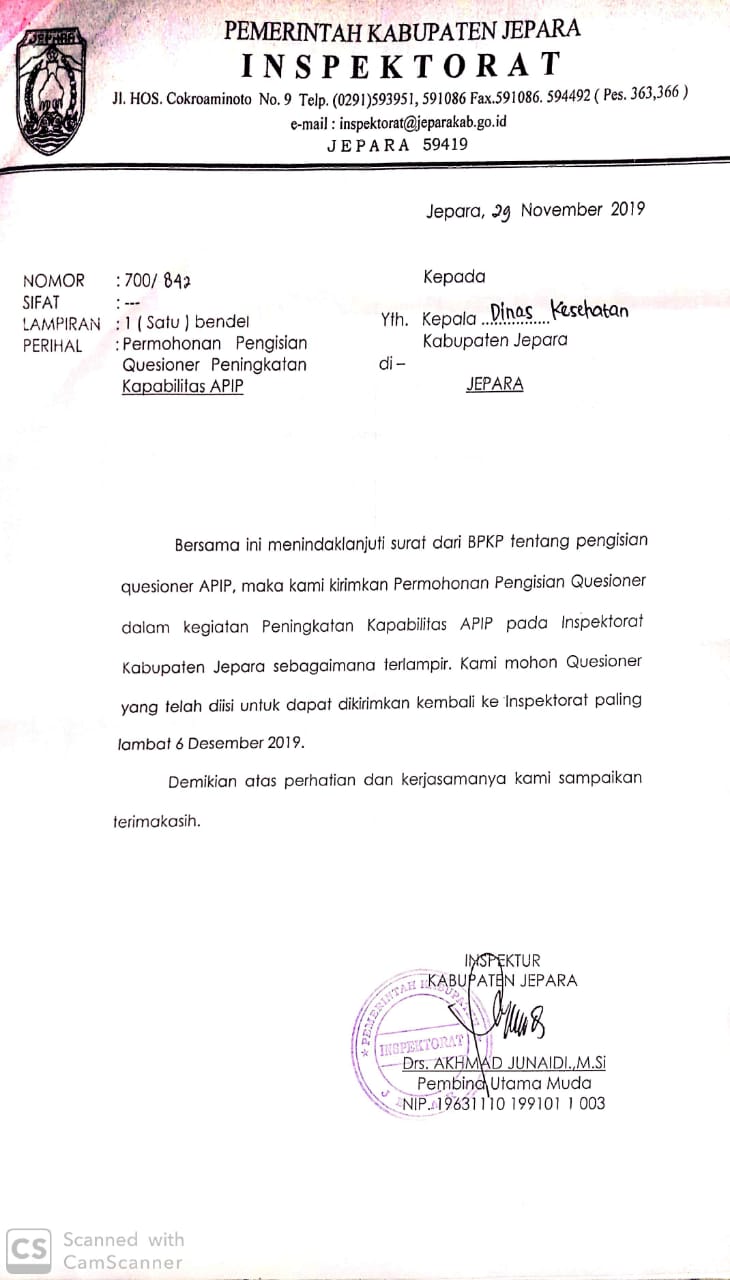 JEPARA
PEMERINTAH KABUPATEN JEPARA
INSPEKTORAT
Jl. HOS. Cokroaminoto No. 9 Telp. (0291)593951, 591086 Fax.591086. 594492 ( Pes. 363,366 )
e-mail : inspektorat@jeparakab.go.id
JEPARA 59419
Jepara, 29 November 2019
NOMOR : 700/ 842
SIFAT : ---
LAMPIRAN : 1 ( Satu ) bendel
PERIHAL : Permohonan Pengisian
Quesioner Peningkatan
Kapabilitas APIP
Kepada
Yth. Kepala Dinas Kesehatan
Kabupaten Jepara
di –
JEPARA
Bersama ini menindaklanjuti surat dari BPKP tentang pengisian
quesioner APIP, maka kami kirimkan Permohonan Pengisian Quesioner
dalam kegiatan Peningkatan Kapabilitas APIP pada Inspektorat
Kabupaten Jepara sebagaimana terlampir. Kami mohon Quesioner
yang telah diisi untuk dapat dikirimkan kembali ke Inspektorat paling
lambat 6 Desember 2019.
Demikian atas perhatian dan kerjasamanya kami sampaikan
terimakasih.
INSPEKTUR
KABUPATEN JEPARA
PEMERINTAH KABUPATEN
INSPEKTORAT
Drs. AKHMAD JUNAIDI.,M.Si
Pembina Utama Muda
NIP. 19631110 199101 1 003
CS Scanned with
CamScanner